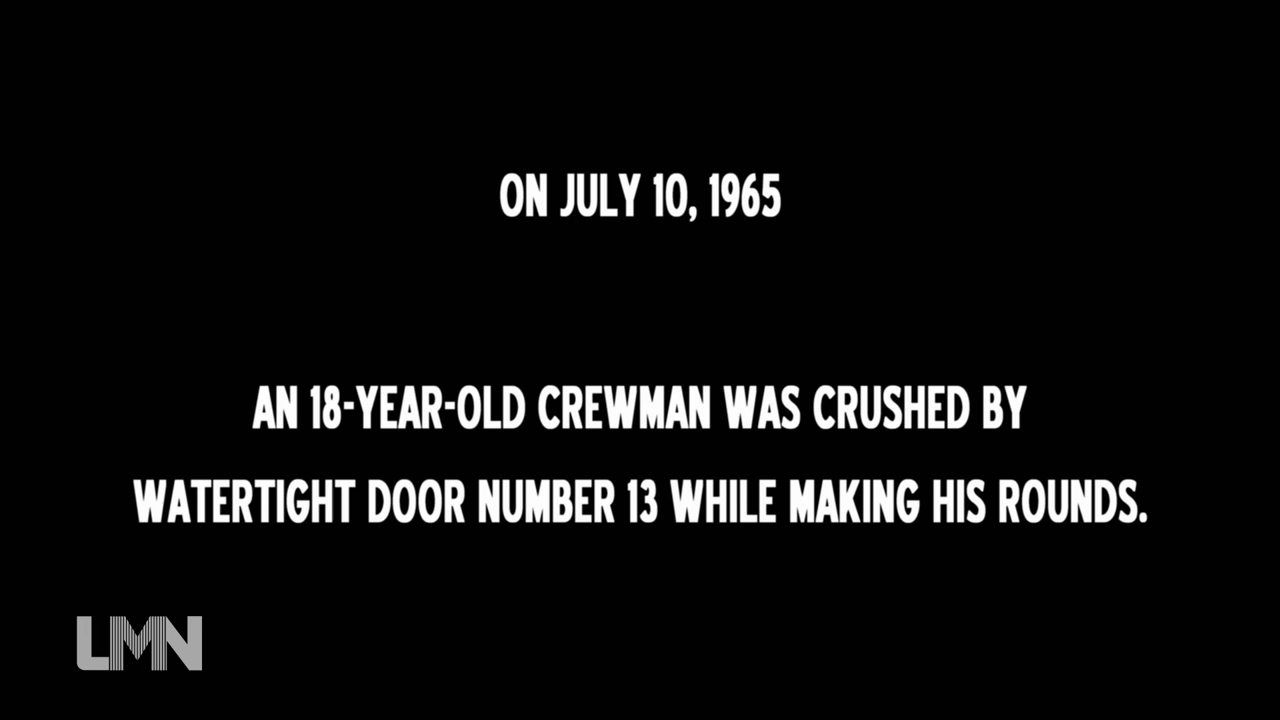 ON JULY 10, 1965
AN 18-YEAR-OLD CREWMAN WAS CRUSHED BY
WATERTIGHT DOOR NUMBER 13 WHILE MAKING HIS ROUNDS.
LMN